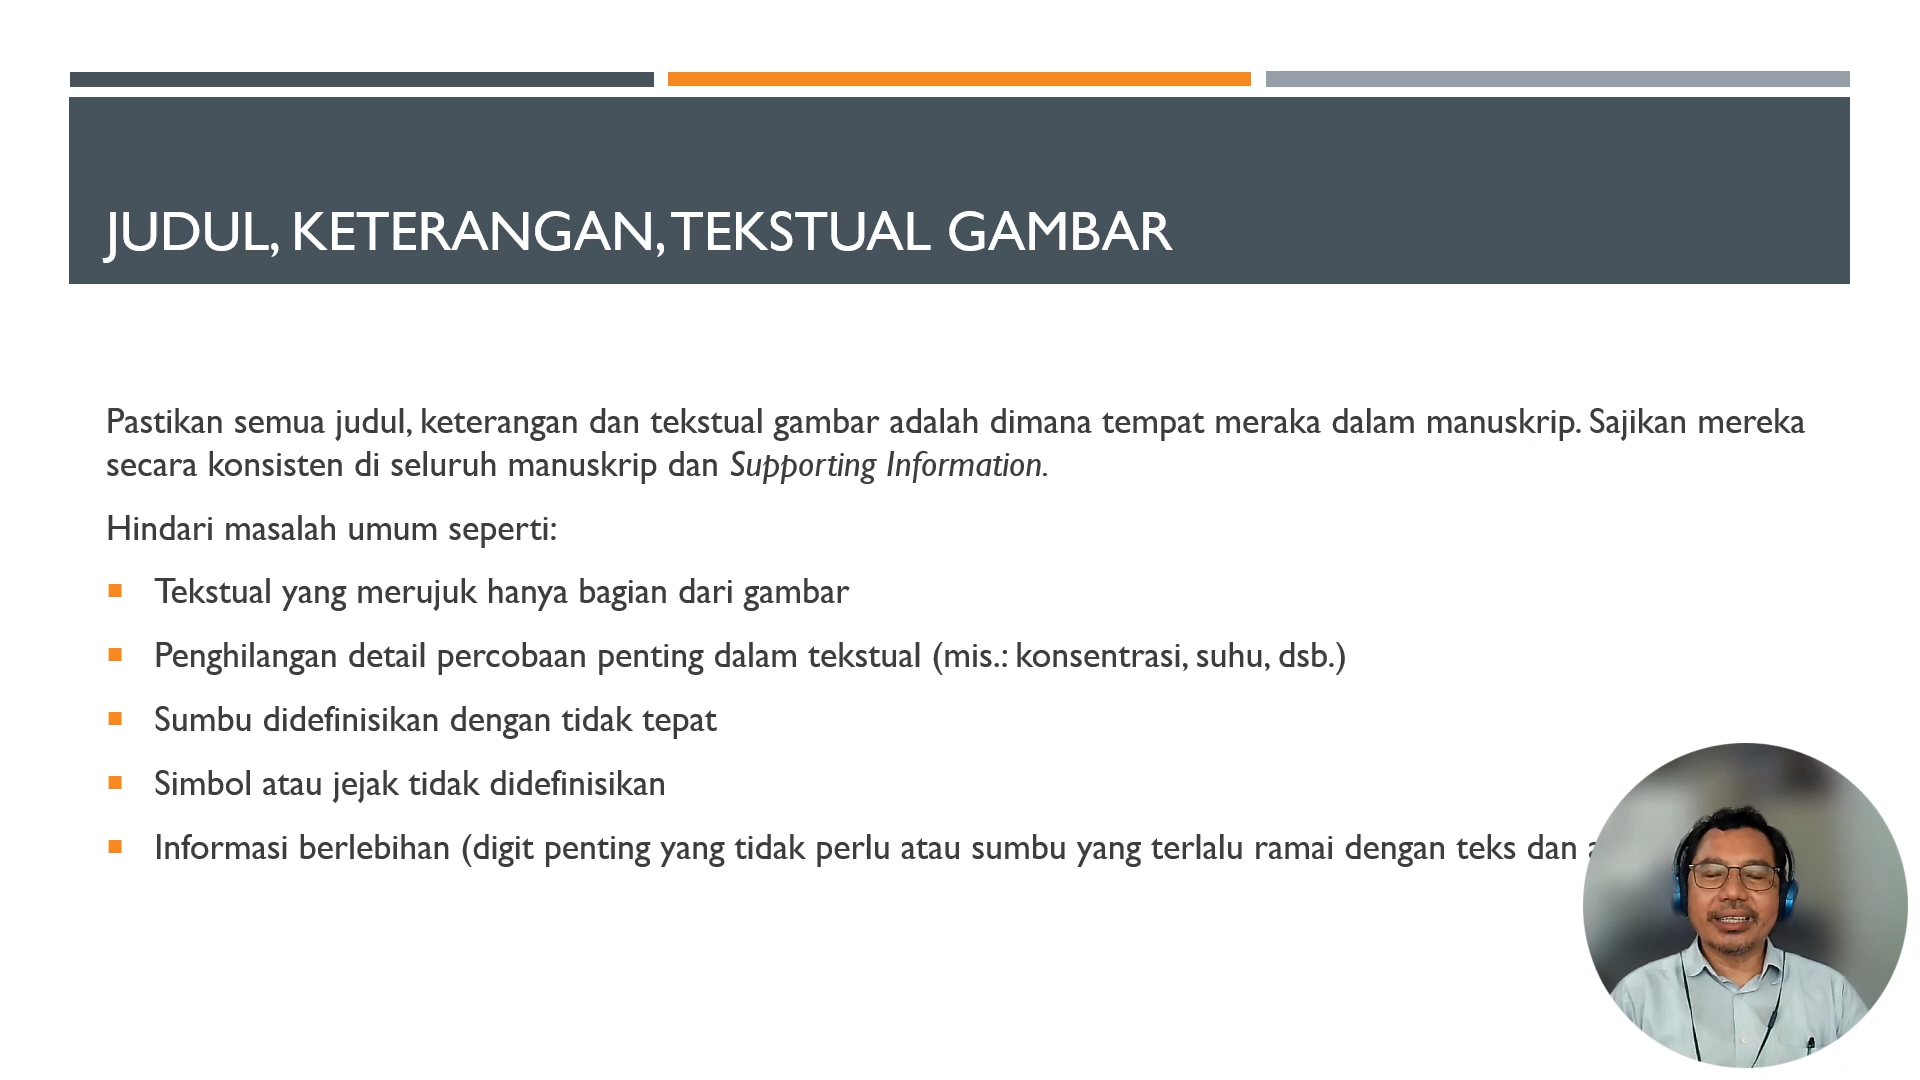 JUDUL, KETERANGAN, TEKSTUAL GAMBAR
Pastikan semua judul, keterangan dan tekstual gambar adalah dimana tempat meraka dalam manuskrip. Sajikan mereka
secara konsisten di seluruh manuskrip dan Supporting Information.
Hindari masalah umum seperti:
Tekstual yang merujuk hanya bagian dari gambar
Penghilangan detail percobaan penting dalam tekstual (mis.: konsentrasi, suhu, dsb.)
Sumbu didefinisikan dengan tidak tepat
Simbol atau jejak tidak didefinisikan
Informasi berlebihan (digit penting yang tidak perlu atau sumbu yang terlalu ramai dengan teks dan